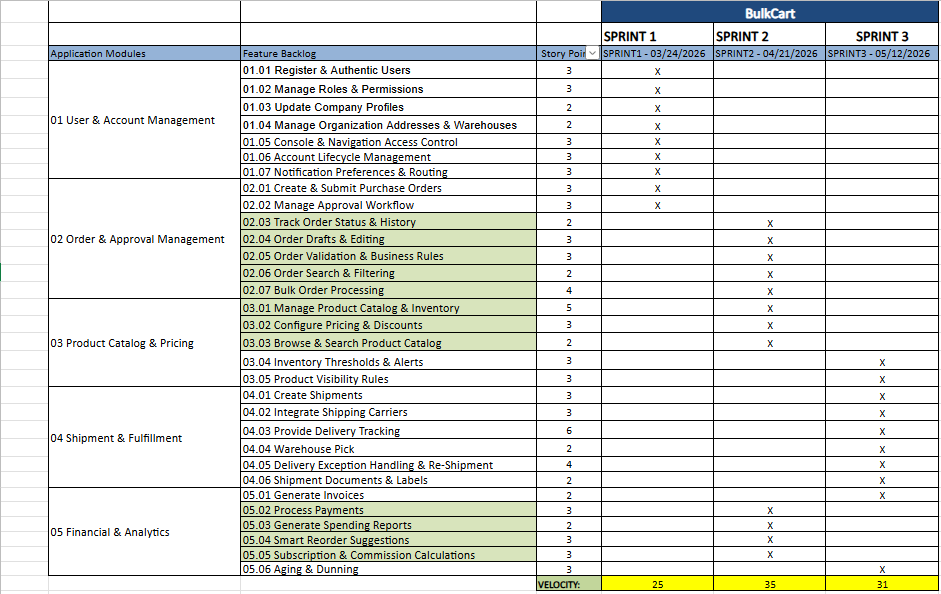 BulkCart
SPRINT 1 SPRINT 2 SPRINT 3
Application Modules Feature Backlog Story Poin SPRINT1 - 03/24/2026 SPRINT2 - 04/21/2026 SPRINT3 - 05/12/2026
01.01 Register & Authentic Users 3 X
01.02 Manage Roles & Permissions 3 X
01.03 Update Company Profiles 2 X
01 User & Account Management 01.04 Manage Organization Addresses & Warehouses 2 X
01.05 Console & Navigation Access Control 3 X
01.06 Account Lifecycle Management 3 X
01.07 Notification Preferences & Routing 3 X
02.01 Create & Submit Purchase Orders 3 X
02.02 Manage Approval Workflow 3 X
02.03 Track Order Status & History 2 X
02 Order & Approval Management 02.04 Order Drafts & Editing 3 X
02.05 Order Validation & Business Rules 3 X
02.06 Order Search & Filtering 2 X
02.07 Bulk Order Processing 4 X
03.01 Manage Product Catalog & Inventory 5 X
03.02 Configure Pricing & Discounts 3 X
03 Product Catalog & Pricing 03.03 Browse & Search Product Catalog 2 X
03.04 Inventory Thresholds & Alerts 3 X
03.05 Product Visibility Rules 3 X
04.01 Create Shipments 3 X
04.02 Integrate Shipping Carriers 3 X
04 Shipment & Fulfillment 04.03 Provide Delivery Tracking 6 X
04.04 Warehouse Pick 2 X
04.05 Delivery Exception Handling & Re-Shipment 4 X
04.06 Shipment Documents & Labels 2 X
05.01 Generate Invoices 2 X
05.02 Process Payments 3 X
05.03 Generate Spending Reports 2 X
05 Financial & Analytics 05.04 Smart Reorder Suggestions 3 X
05.05 Subscription & Commission Calculations 3 X
05.06 Aging & Dunning 3 X
VELOCITY: 25 35 31